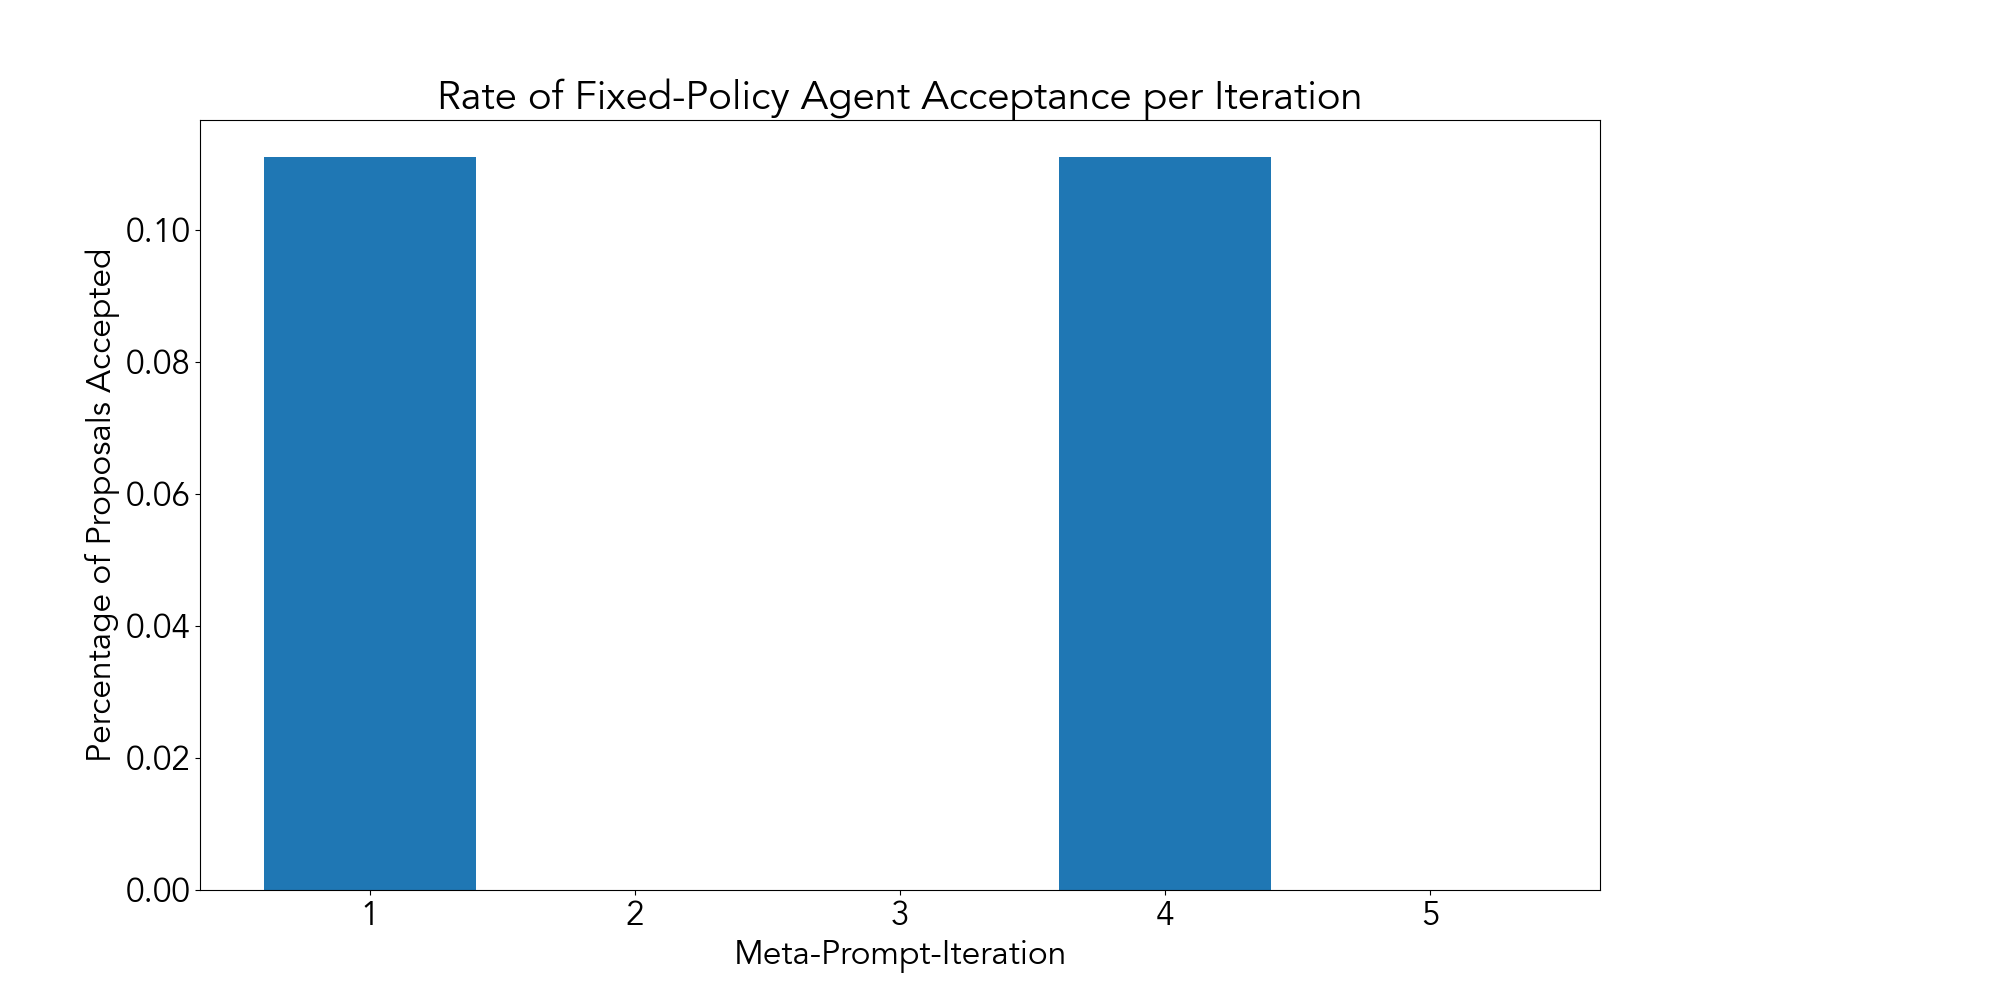 Rate of Fixed-Policy Agent Acceptance per Iteration
Percentage of Proposals Accepted
0.10
0.08
0.06
0.04
0.02
0.00
1 2 3 4 5
Meta-Prompt-Iteration